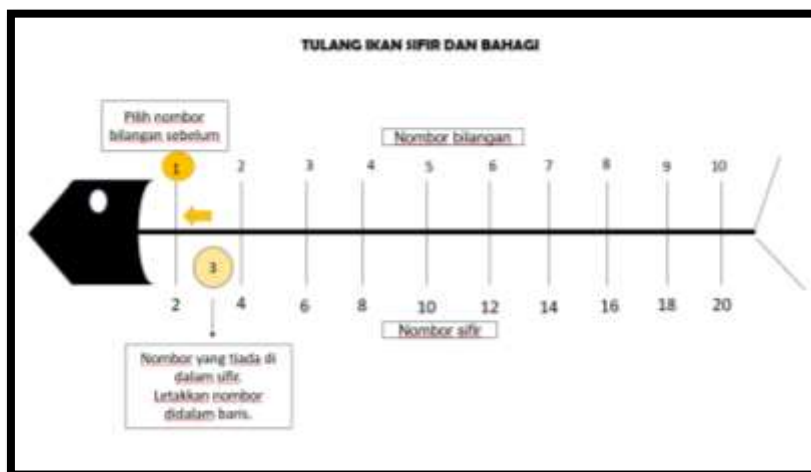 TULANG IKAN SIFIR DAN BAHAGI
Pilih nombor
bilangan sebelum
Nombor bilangan
1 2 3 4 5 6 7 8 9 10
3
2 4 6 8 10 12 14 16 18 20
Nombor sifir
Nombor yang tiada di
dalam sifir.
Letakkan nombor
didalam baris.